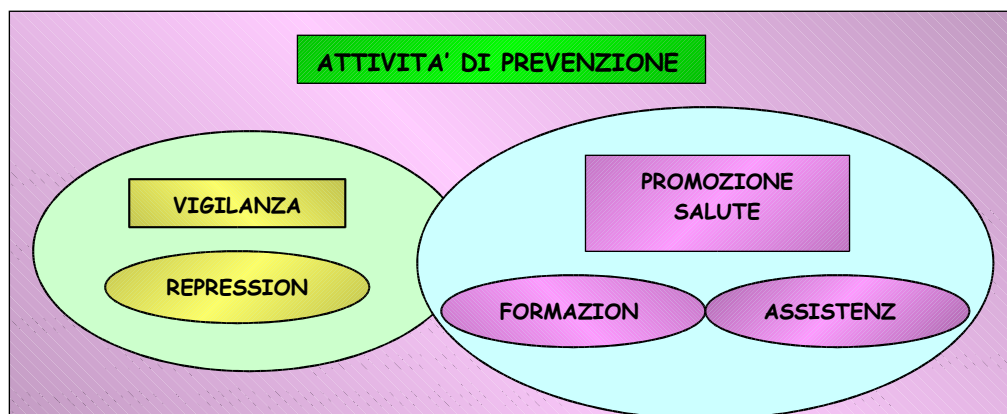 ATTIVITA' DI PREVENZIONE
VIGILANZA
REPRESSION
PROMOZIONE
SALUTE
FORMAZION
ASSISTENZ